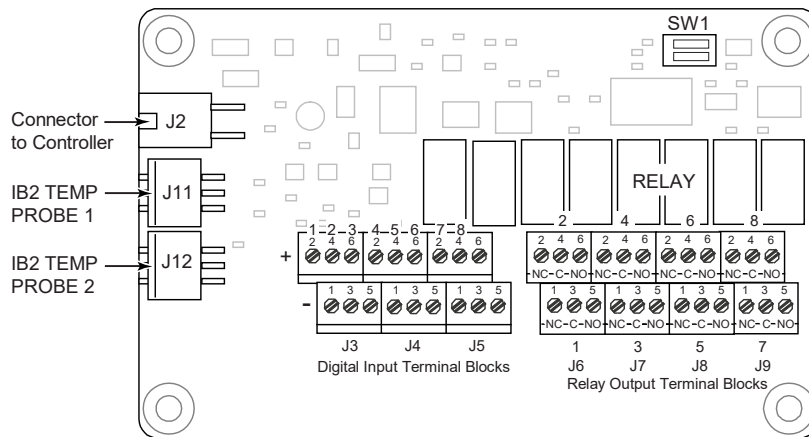 SW1
Connector
to Controller
J2
IB2 TEMP
PROBE 1
J11
IB2 TEMP
PROBE 2
J12
RELAY
2 4 6 8
1 2 3 4 5 6 7 8
+ 2 4 6 2 4 6 2 4 6
2 4 6 2 4 6 2 4 6 2 4 6
NC-C-NO NC-C-NO NC-C-NO NC-C-NO
- 1 3 5 1 3 5 1 3 5
1 3 5 1 3 5 1 3 5 1 3 5
NC-C-NO NC-C-NO NC-C-NO NC-C-NO
J3 J4 J5
Digital Input Terminal Blocks
1 3 5 7
J6 J7 J8 J9
Relay Output Terminal Blocks